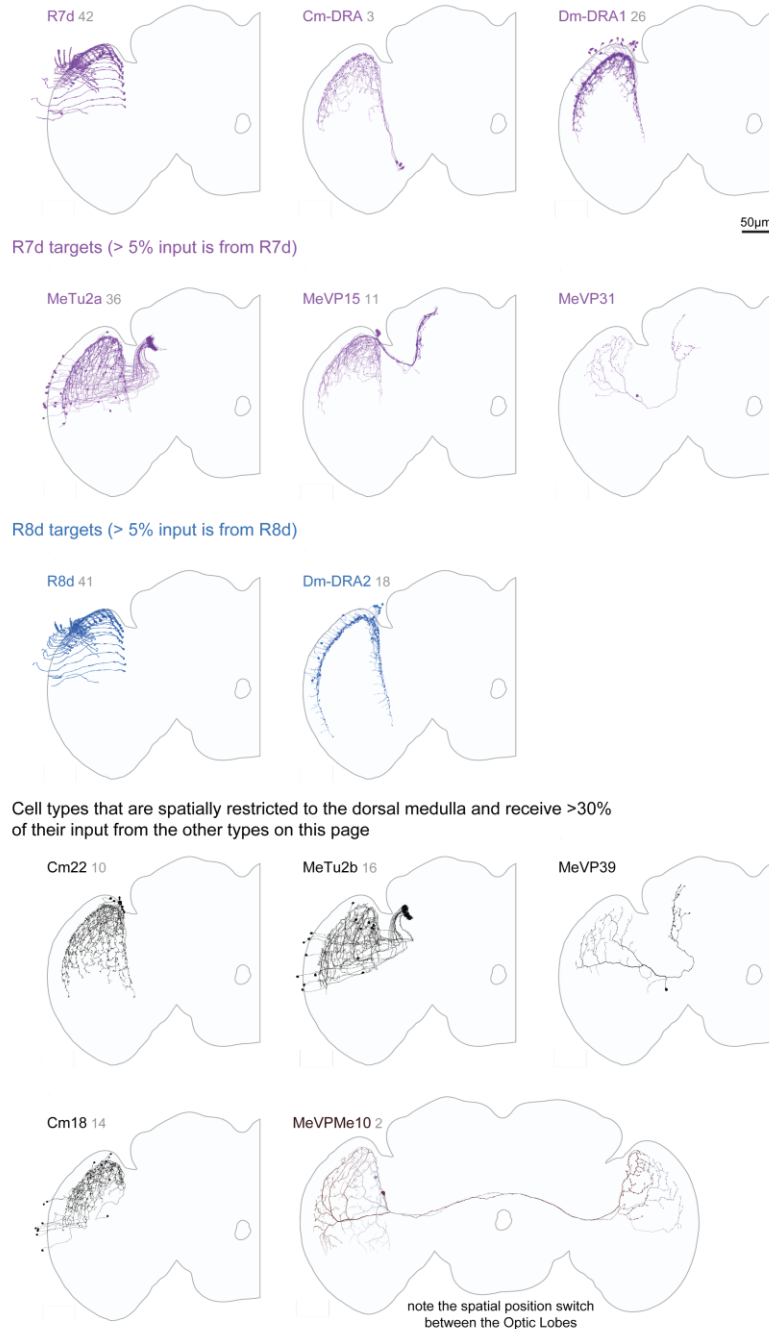 R7d 42
Cm-DRA 3
Dm-DRA1 26
50µm
R7d targets (> 5% input is from R7d)
MeTu2a 36
MeVP15 11
MeVP31
R8d targets (> 5% input is from R8d)
R8d 41
Dm-DRA2 18
Cell types that are spatially restricted to the dorsal medulla and receive >30%
of their input from the other types on this page
Cm22 10
MeTu2b 16
MeVP39
Cm18 14
MeVPMe10 2
note the spatial position switch
between the Optic Lobes